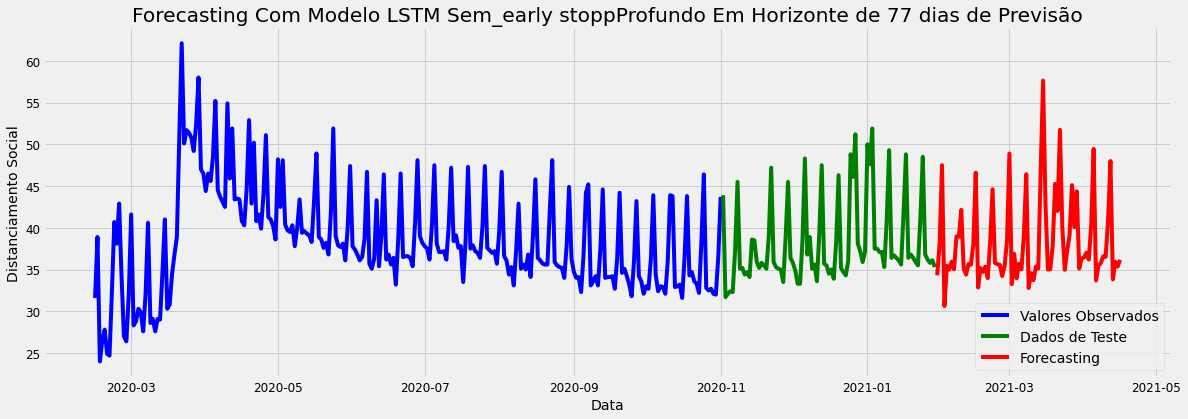 Forecasting Com Modelo LSTM Sem_early stoppProfundo Em Horizonte de 77 dias de Previsão
60
55
50
45
40
35
30
25
Distanciamento Social
2020-03 2020-05 2020-07 2020-09 2020-11 2021-01 2021-03 2021-05
Data
Valores Observados
Dados de Teste
Forecasting